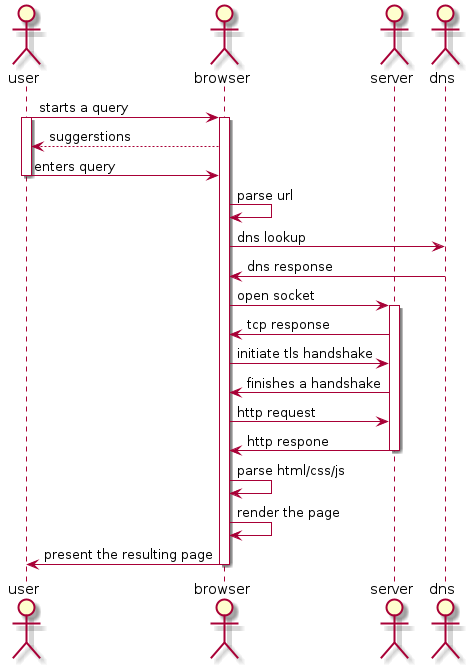 user browser server dns
starts a query
suggerstions
enters query
parse url
dns lookup
dns response
open socket
tcp response
initiate tls handshake
finishes a handshake
http request
http respone
parse html/css/js
render the page
present the resulting page
user browser server dns